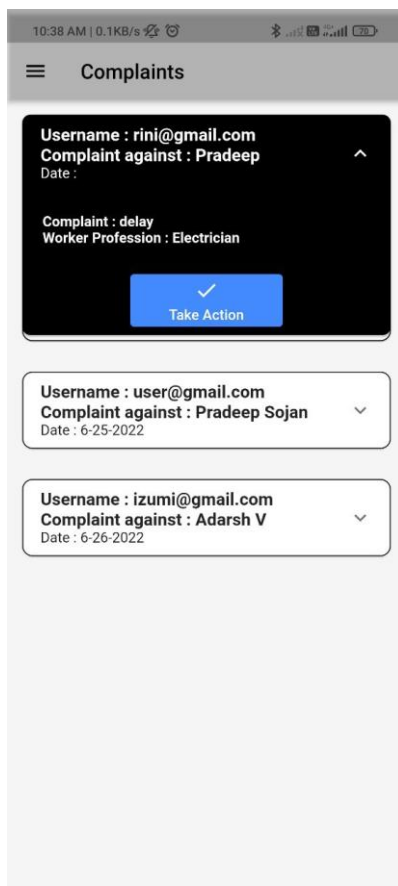 10:38 AM | 0.1KB/s
70
Complaints
Username : rini@gmail.com
Complaint against : Pradeep
Date :
Complaint : delay
Worker Profession : Electrician
Take Action
Username : user@gmail.com
Complaint against : Pradeep Sojan
Date : 6-25-2022
Username : izumi@gmail.com
Complaint against : Adarsh V
Date : 6-26-2022